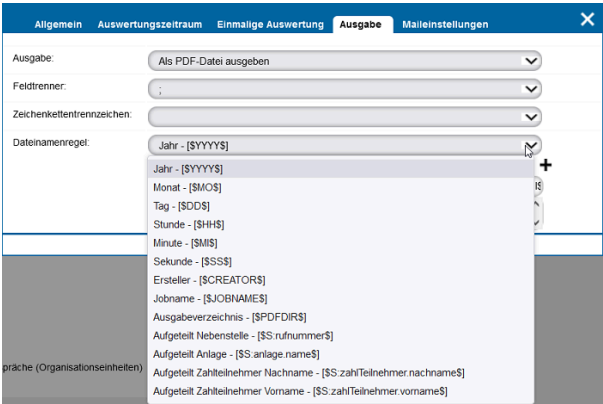 Allgemein Auswertungszeitraum Einmalige Auswertung Ausgabe Maileinstellungen
Ausgabe: Als PDF-Datei ausgeben
Feldtrenner: ;
Zeichenkettentrennzeichen:
Dateinamenregel: Jahr - [$YYYY$]
Jahr - [$YYYY$]
Monat - [$MO$]
Tag - [$DD$]
Stunde - [$HH$]
Minute - [$MI$]
Sekunde - [$SS$]
Ersteller - [$CREATOR$]
Jobname - [$JOBNAME$]
Ausgabeverzeichnis - [$PDFDIR$]
Aufgeteilt Nebenstelle - [$S:rufnummer$]
Aufgeteilt Anlage - [$S:anlage.name$]
präche (Organisationseinheiten)
Aufgeteilt Zahlteilnehmer Nachname - [$S:zahlTeilnehmer.nachname$]
Aufgeteilt Zahlteilnehmer Vorname - [$S:zahlTeilnehmer.vorname$]